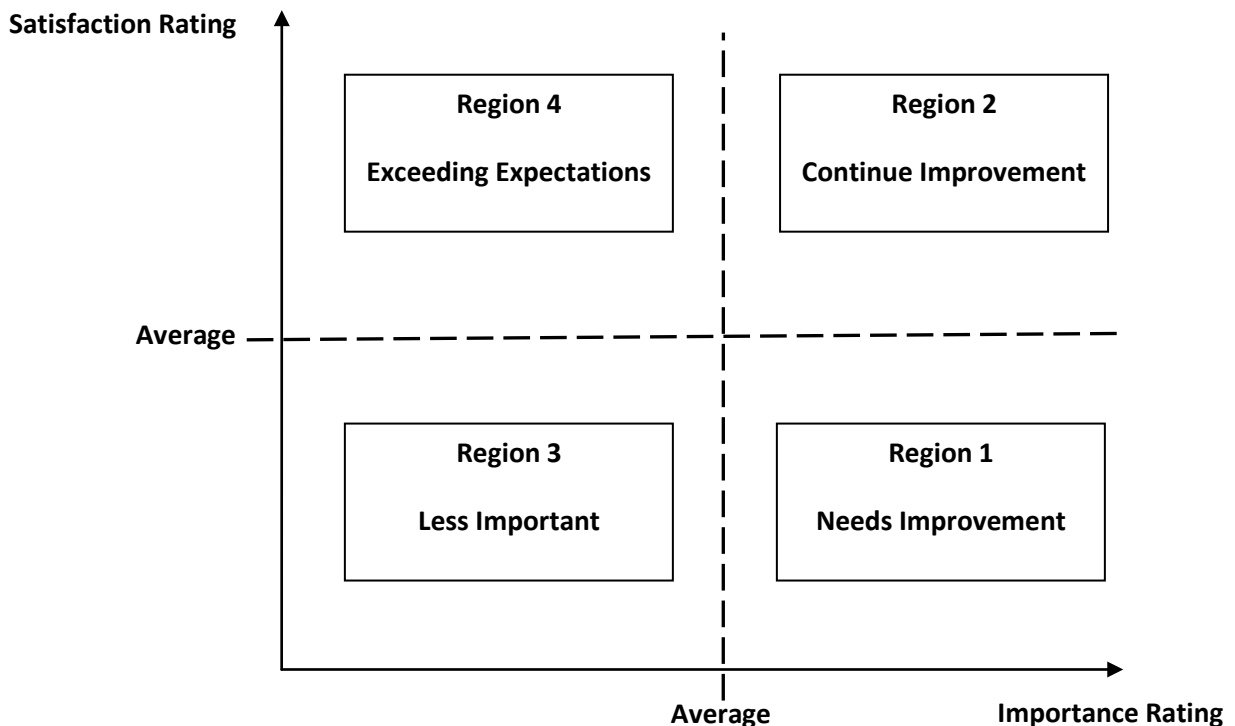 Satisfaction Rating
Region 4
Exceeding Expectations
Region 2
Continue Improvement
Average
Region 3
Less Important
Region 1
Needs Improvement
Average
Importance Rating